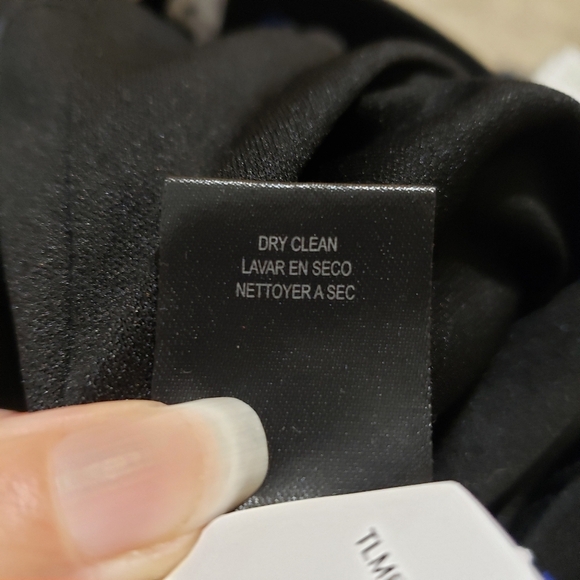 DRY CLEAN
LAVAR EN SECO
NETTOYER A SEC